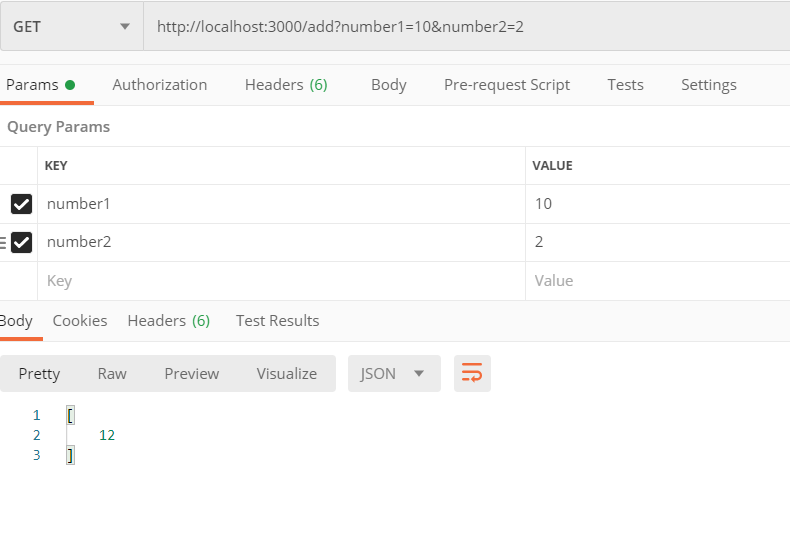 GET http://localhost:3000/add?number1=10&number2=2
Params Authorization Headers (6) Body Pre-request Script Tests Settings
Query Params
KEY VALUE
number1 10
number2 2
Key Value
Body Cookies Headers (6) Test Results
Pretty Raw Preview Visualize JSON
1 [
2 12
3 ]